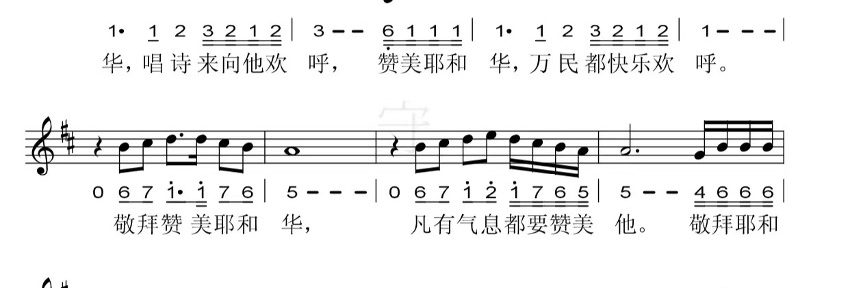 1· 1 2 3 2 1 2 | 3 - - 6 1 1 1 | 1· 1 2 3 2 1 2 | 1 - - - |
华，唱诗来向他欢 呼， 赞美耶和 华，万民都快乐欢 呼。
0 6 7 1· 1 7 6 | 5 - - - | 0 6 7 1 2 1 7 6 5 | 5 - - 4 6 6 6 |
敬拜赞 美耶和 华， 凡有气息都要赞美 他。 敬拜耶和